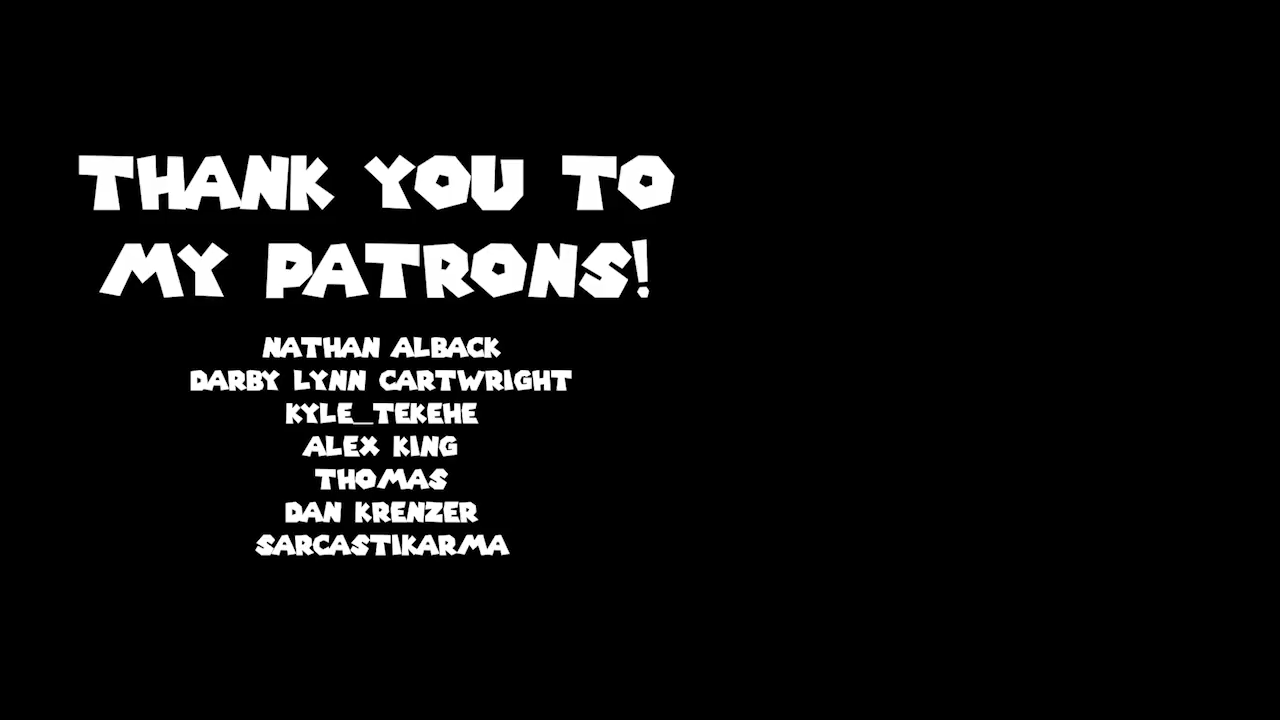 THANK YOU TO
MY PATRONS!
NATHAN ALBACK
DARBY LYNN CARTWRIGHT
KYLE_TEKEHE
ALEX KING
THOMAS
DAN KRENZER
SARCASTIKARMA